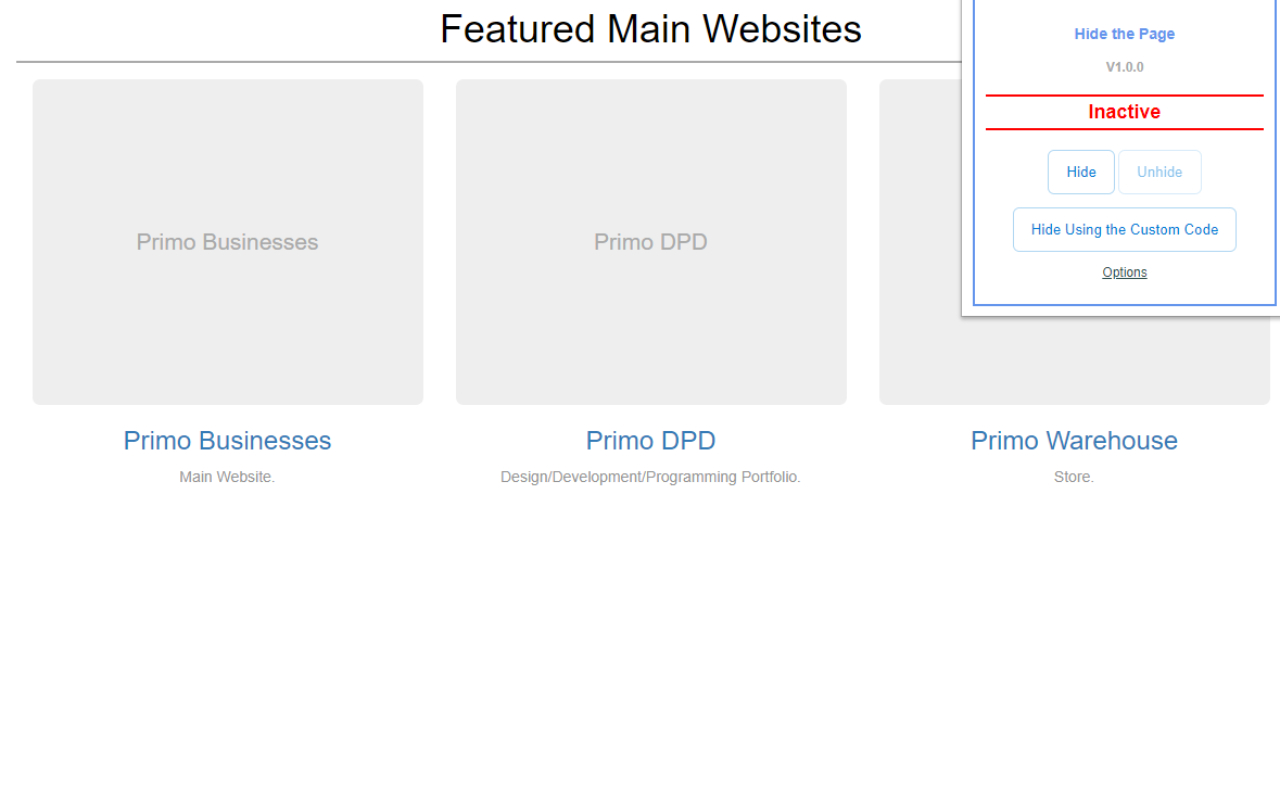 Featured Main Websites
Hide the Page
V1.0.0
Inactive
Hide Unhide
Hide Using the Custom Code
Options
Primo Businesses
Primo DPD
Primo Businesses
Main Website.
Primo DPD
Design/Development/Programming Portfolio.
Primo Warehouse
Store.